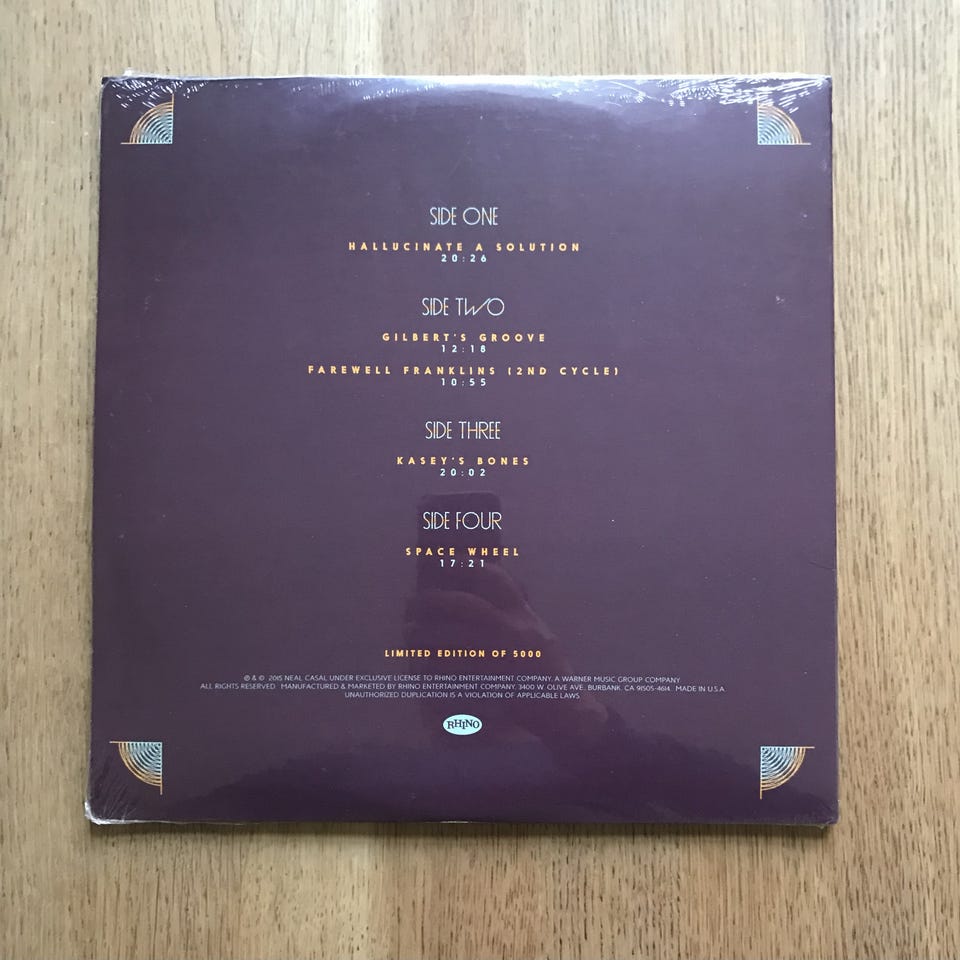 SIDE ONE
HALLUCINATE A SOLUTION
20:26
SIDE TWO
GILBERT'S GROOVE
12:18
FAREWELL FRANKLINS (2ND CYCLE)
10:55
SIDE THREE
KASEY'S BONES
20:02
SIDE FOUR
SPACE WHEEL
17:21
LIMITED EDITION OF 5000
℗ & © 2015 NEAL CASAL UNDER EXCLUSIVE LICENSE TO RHINO ENTERTAINMENT COMPANY, A WARNER MUSIC GROUP COMPANY.
ALL RIGHTS RESERVED. MANUFACTURED & MARKETED BY RHINO ENTERTAINMENT COMPANY, 3400 W. OLIVE AVE., BURBANK, CA 91505-4614. MADE IN U.S.A.
UNAUTHORIZED DUPLICATION IS A VIOLATION OF APPLICABLE LAWS.
RHINO